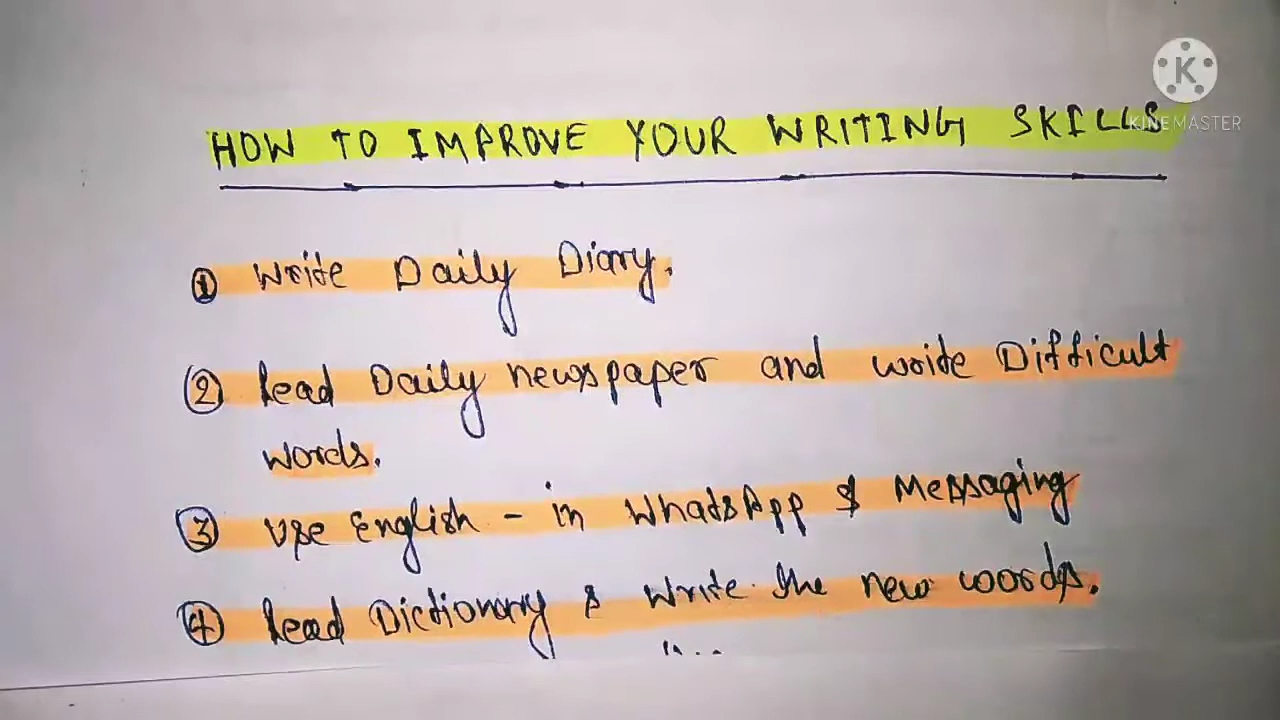 K
KINEMASTER
HOW TO IMPROVE YOUR WRITING SKILLS
① Write Daily Diary.
② Read Daily newspaper and write Difficult
words.
③ Use English - in WhatsApp & Messaging
④ Read Dictionary & Write the new words.